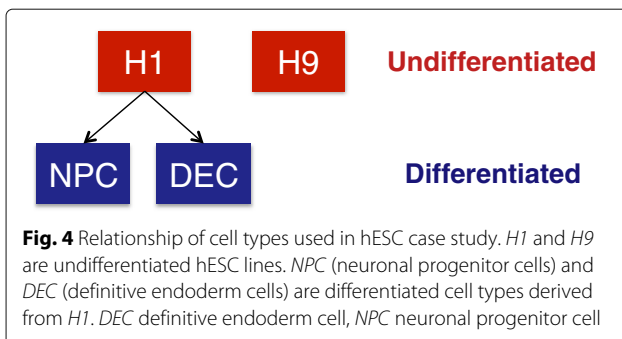 H1 H9 Undifferentiated
NPC DEC Differentiated
Fig. 4 Relationship of cell types used in hESC case study. H1 and H9
are undifferentiated hESC lines. NPC (neuronal progenitor cells) and
DEC (definitive endoderm cells) are differentiated cell types derived
from H1. DEC definitive endoderm cell, NPC neuronal progenitor cell